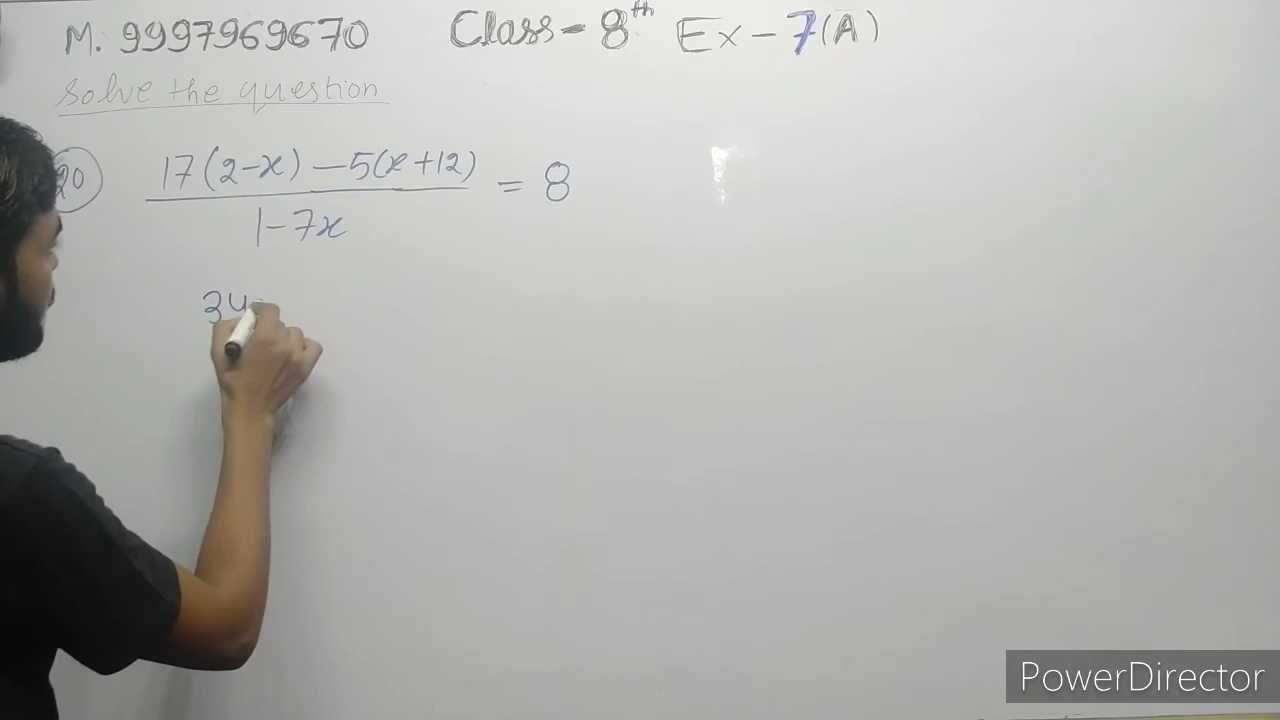 M. 9997969670 Class - 8th Ex - 7(A)
Solve the question
20 17(2-x) - 5(x+12) / 1-7x = 8
34
PowerDirector